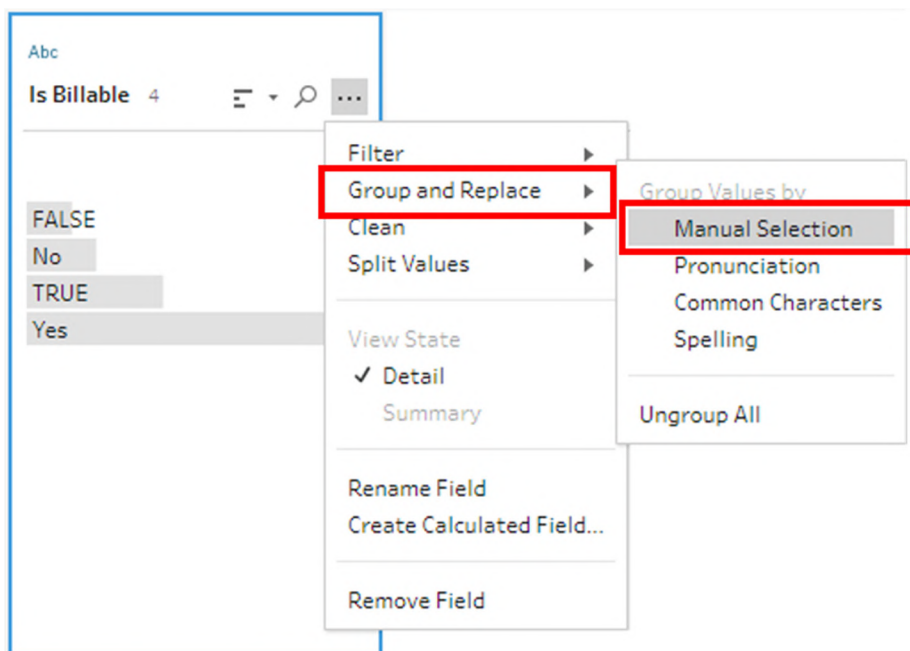 Abc
Is Billable 4
FALSE
No
TRUE
Yes
Filter
Group and Replace
Clean
Split Values
View State
✓ Detail
Summary
Rename Field
Create Calculated Field...
Remove Field
Group Values by
Manual Selection
Pronunciation
Common Characters
Spelling
Ungroup All